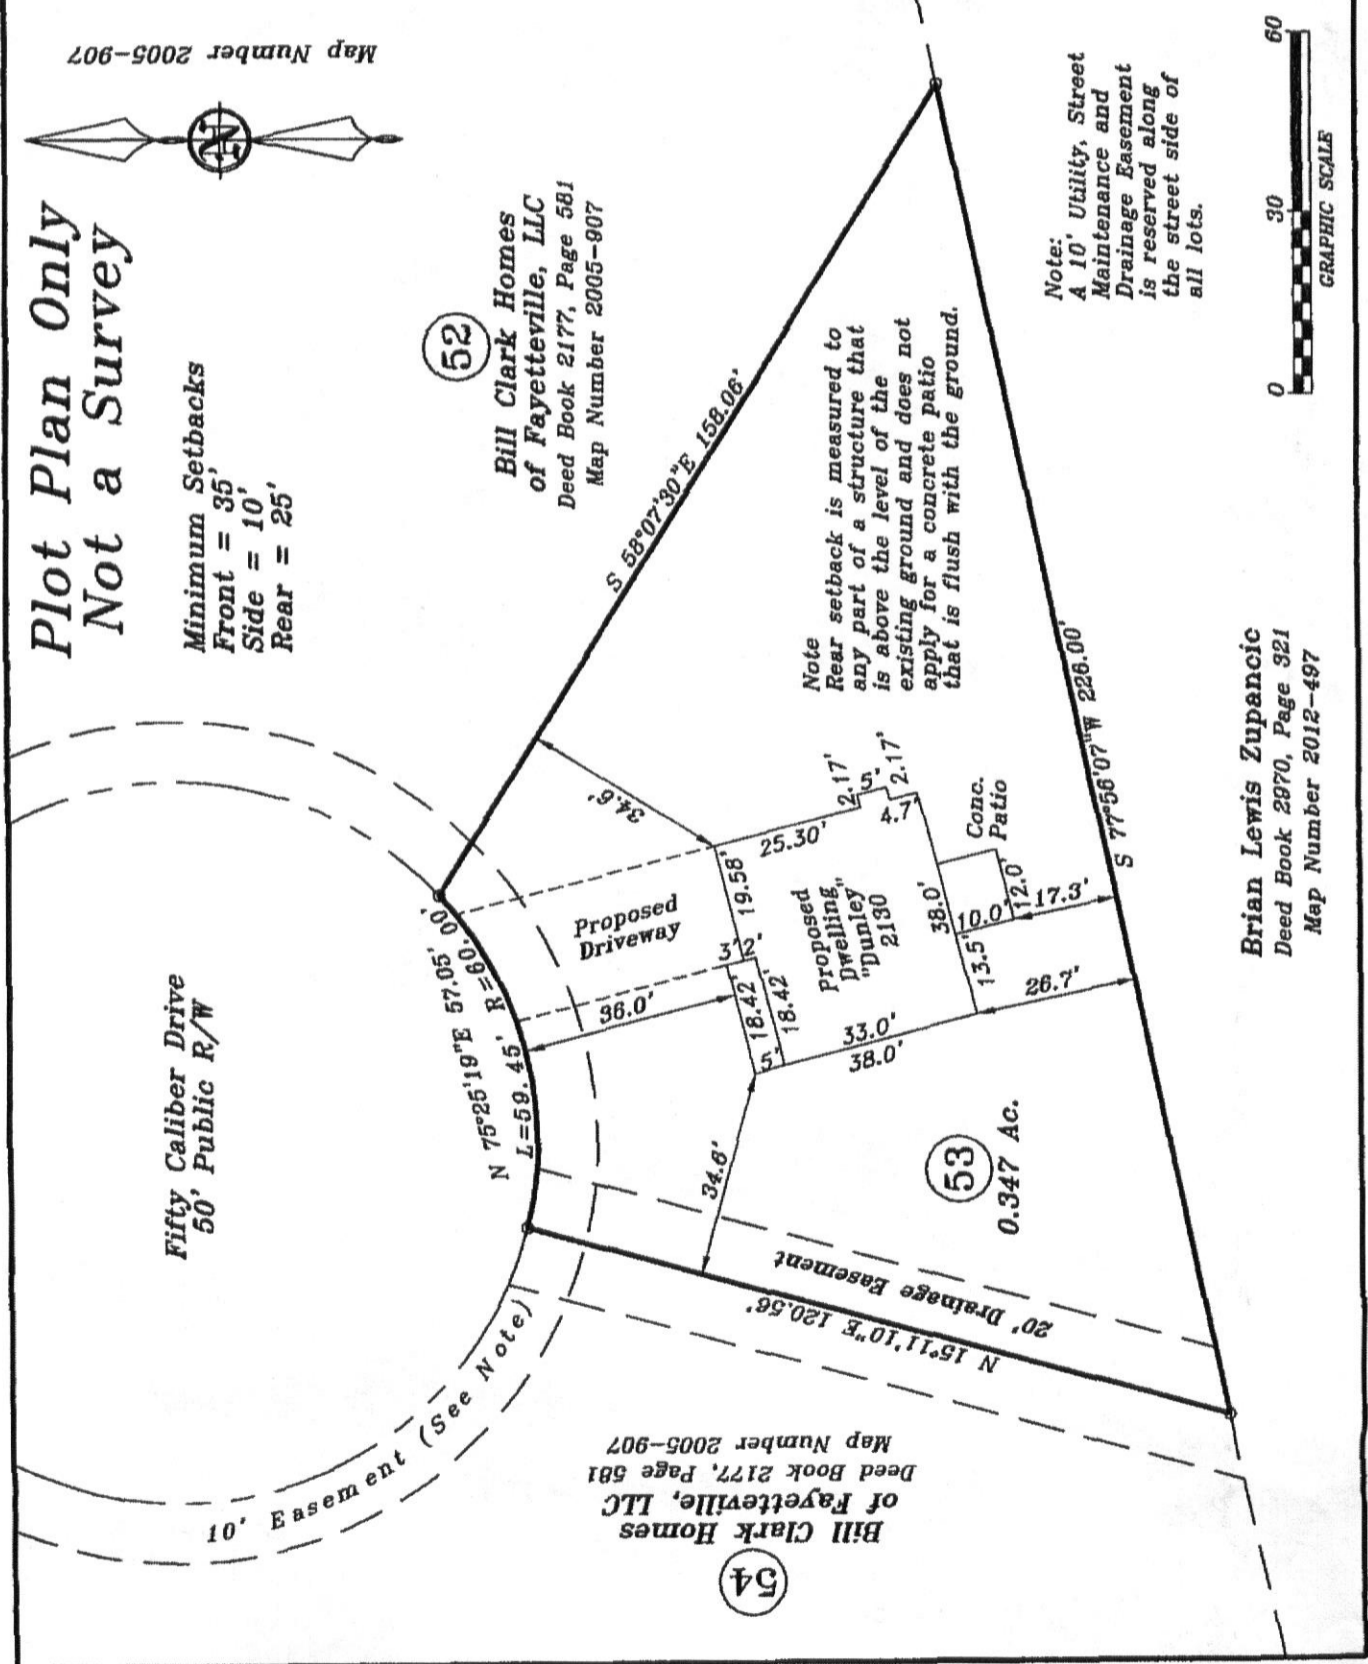 Map Number 2005-907
N
Plot Plan Only
Not a Survey
Minimum Setbacks
Front = 35'
Side = 10'
Rear = 25'
52
Bill Clark Homes
of Fayetteville, LLC
Deed Book 2177, Page 581
Map Number 2005-907
Fifty Caliber Drive
50' Public R/W
N 75°25'19"E 57.05'
L=59.45' R=60.00'
10' Easement (See Note)
S 58°07'30"E 158.06'
34.6'
Proposed
Driveway
36.0'
3'
2'
19.58'
18.42'
18.42'
5'
25.30'
2.17'
5'
2.17'
4.7'
Proposed
Dwelling
"Dunley"
2130
33.0'
38.0'
38.0'
13.5'
10.0'
12.0'
Conc.
Patio
17.3'
26.7'
34.6'
Note
Rear setback is measured to
any part of a structure that
is above the level of the
existing ground and does not
apply for a concrete patio
that is flush with the ground.
53
0.347 Ac.
20' Drainage Easement
N 15°11'10"E 120.56'
S 77°56'07"W 226.00'
54
Bill Clark Homes
of Fayetteville, LLC
Deed Book 2177, Page 581
Map Number 2005-907
Brian Lewis Zupancic
Deed Book 2970, Page 321
Map Number 2012-497
Note:
A 10' Utility, Street
Maintenance and
Drainage Easement
is reserved along
the street side of
all lots.
0 30 60
GRAPHIC SCALE